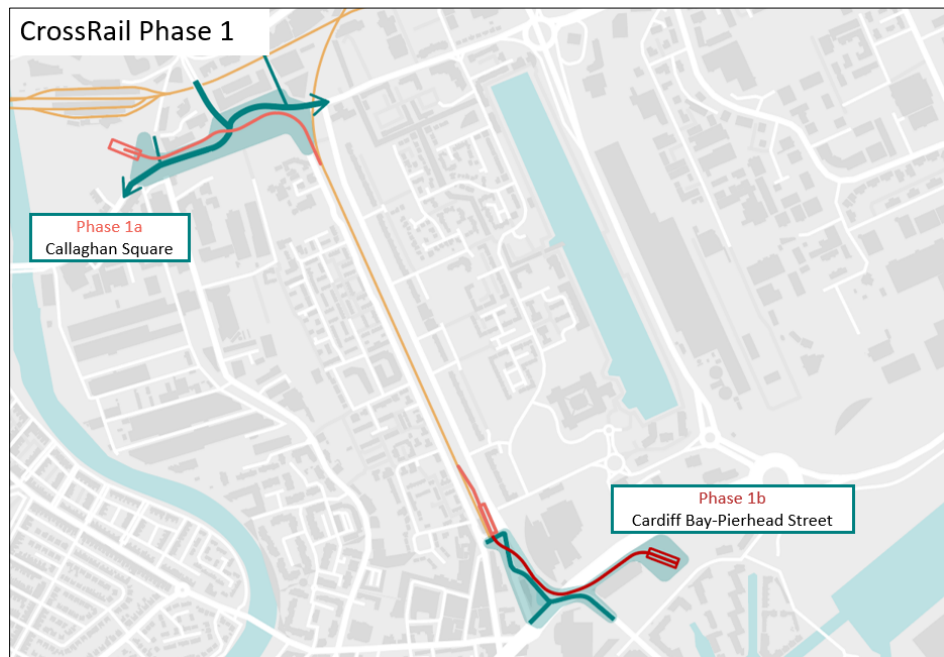 CrossRail Phase 1
Phase 1a
Callaghan Square
Phase 1b
Cardiff Bay-Pierhead Street